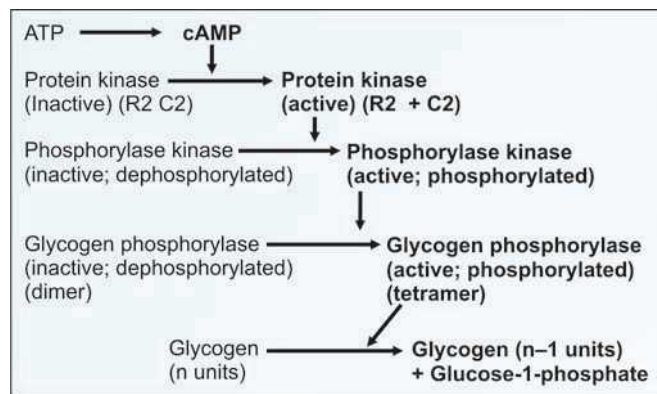 ATP cAMP
Protein kinase Protein kinase
(Inactive) (R2 C2) (active) (R2 + C2)
Phosphorylase kinase Phosphorylase kinase
(inactive; dephosphorylated) (active; phosphorylated)
Glycogen phosphorylase Glycogen phosphorylase
(inactive; dephosphorylated) (active; phosphorylated)
(dimer) (tetramer)
Glycogen Glycogen (n–1 units)
(n units) + Glucose-1-phosphate